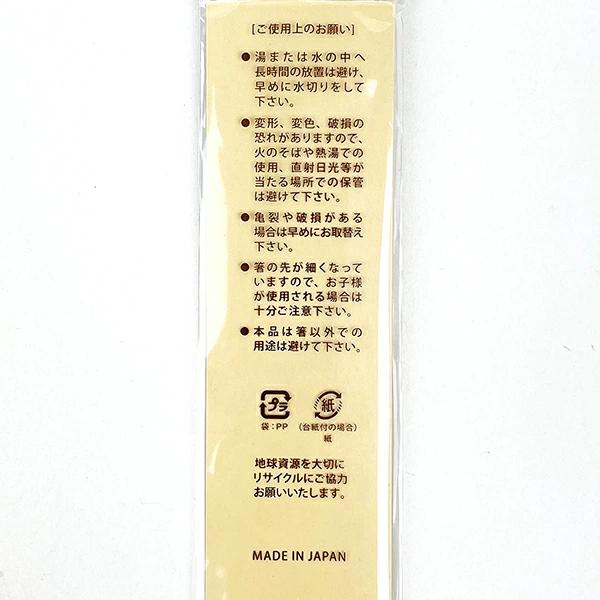 [ご使用上のお願い]
●湯または水の中へ
長時間の放置は避け、
早めに水切りをして
下さい。
●変形、変色、破損の
恐れがありますので、
火のそばや熱湯での
使用、直射日光等が
当たる場所での保管
は避けて下さい。
●亀裂や破損がある
場合は早めにお取替え
下さい。
●箸の先が細くなって
いますので、お子様
が使用される場合は
十分ご注意下さい。
●本品は箸以外での
用途は避けて下さい。
プラ 紙
袋:PP (台紙付の場合)
紙
地球資源を大切に
リサイクルにご協力
お願いいたします。
MADE IN JAPAN